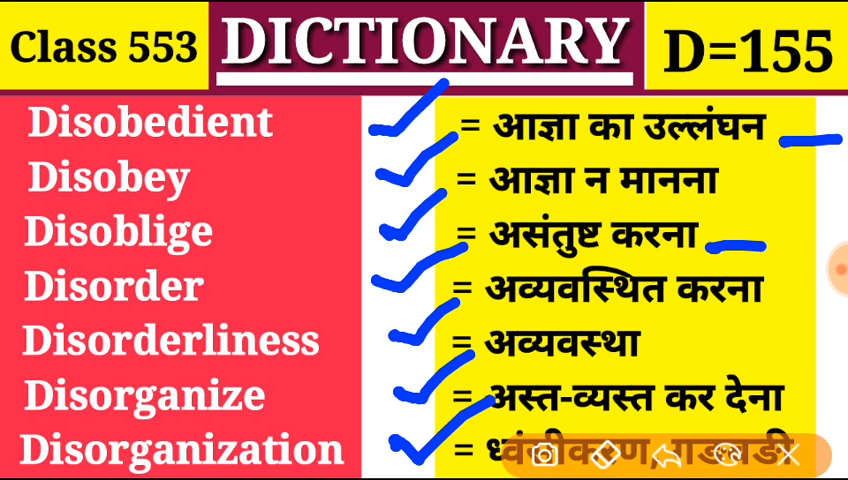 Class 553 DICTIONARY D=155
Disobedient = आज्ञा का उल्लंघन
Disobey = आज्ञा न मानना
Disoblige = असंतुष्ट करना
Disorder = अव्यवस्थित करना
Disorderliness = अव्यवस्था
Disorganize = अस्त-व्यस्त कर देना
Disorganization =